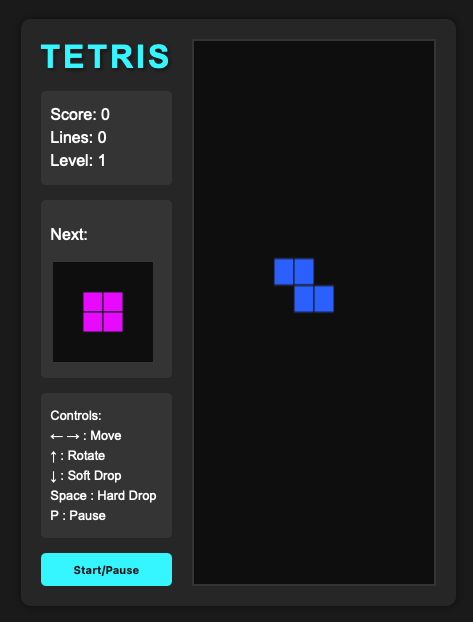 TETRIS
Score: 0
Lines: 0
Level: 1
Next:
Controls:
← → : Move
↑ : Rotate
↓ : Soft Drop
Space : Hard Drop
P : Pause
Start/Pause